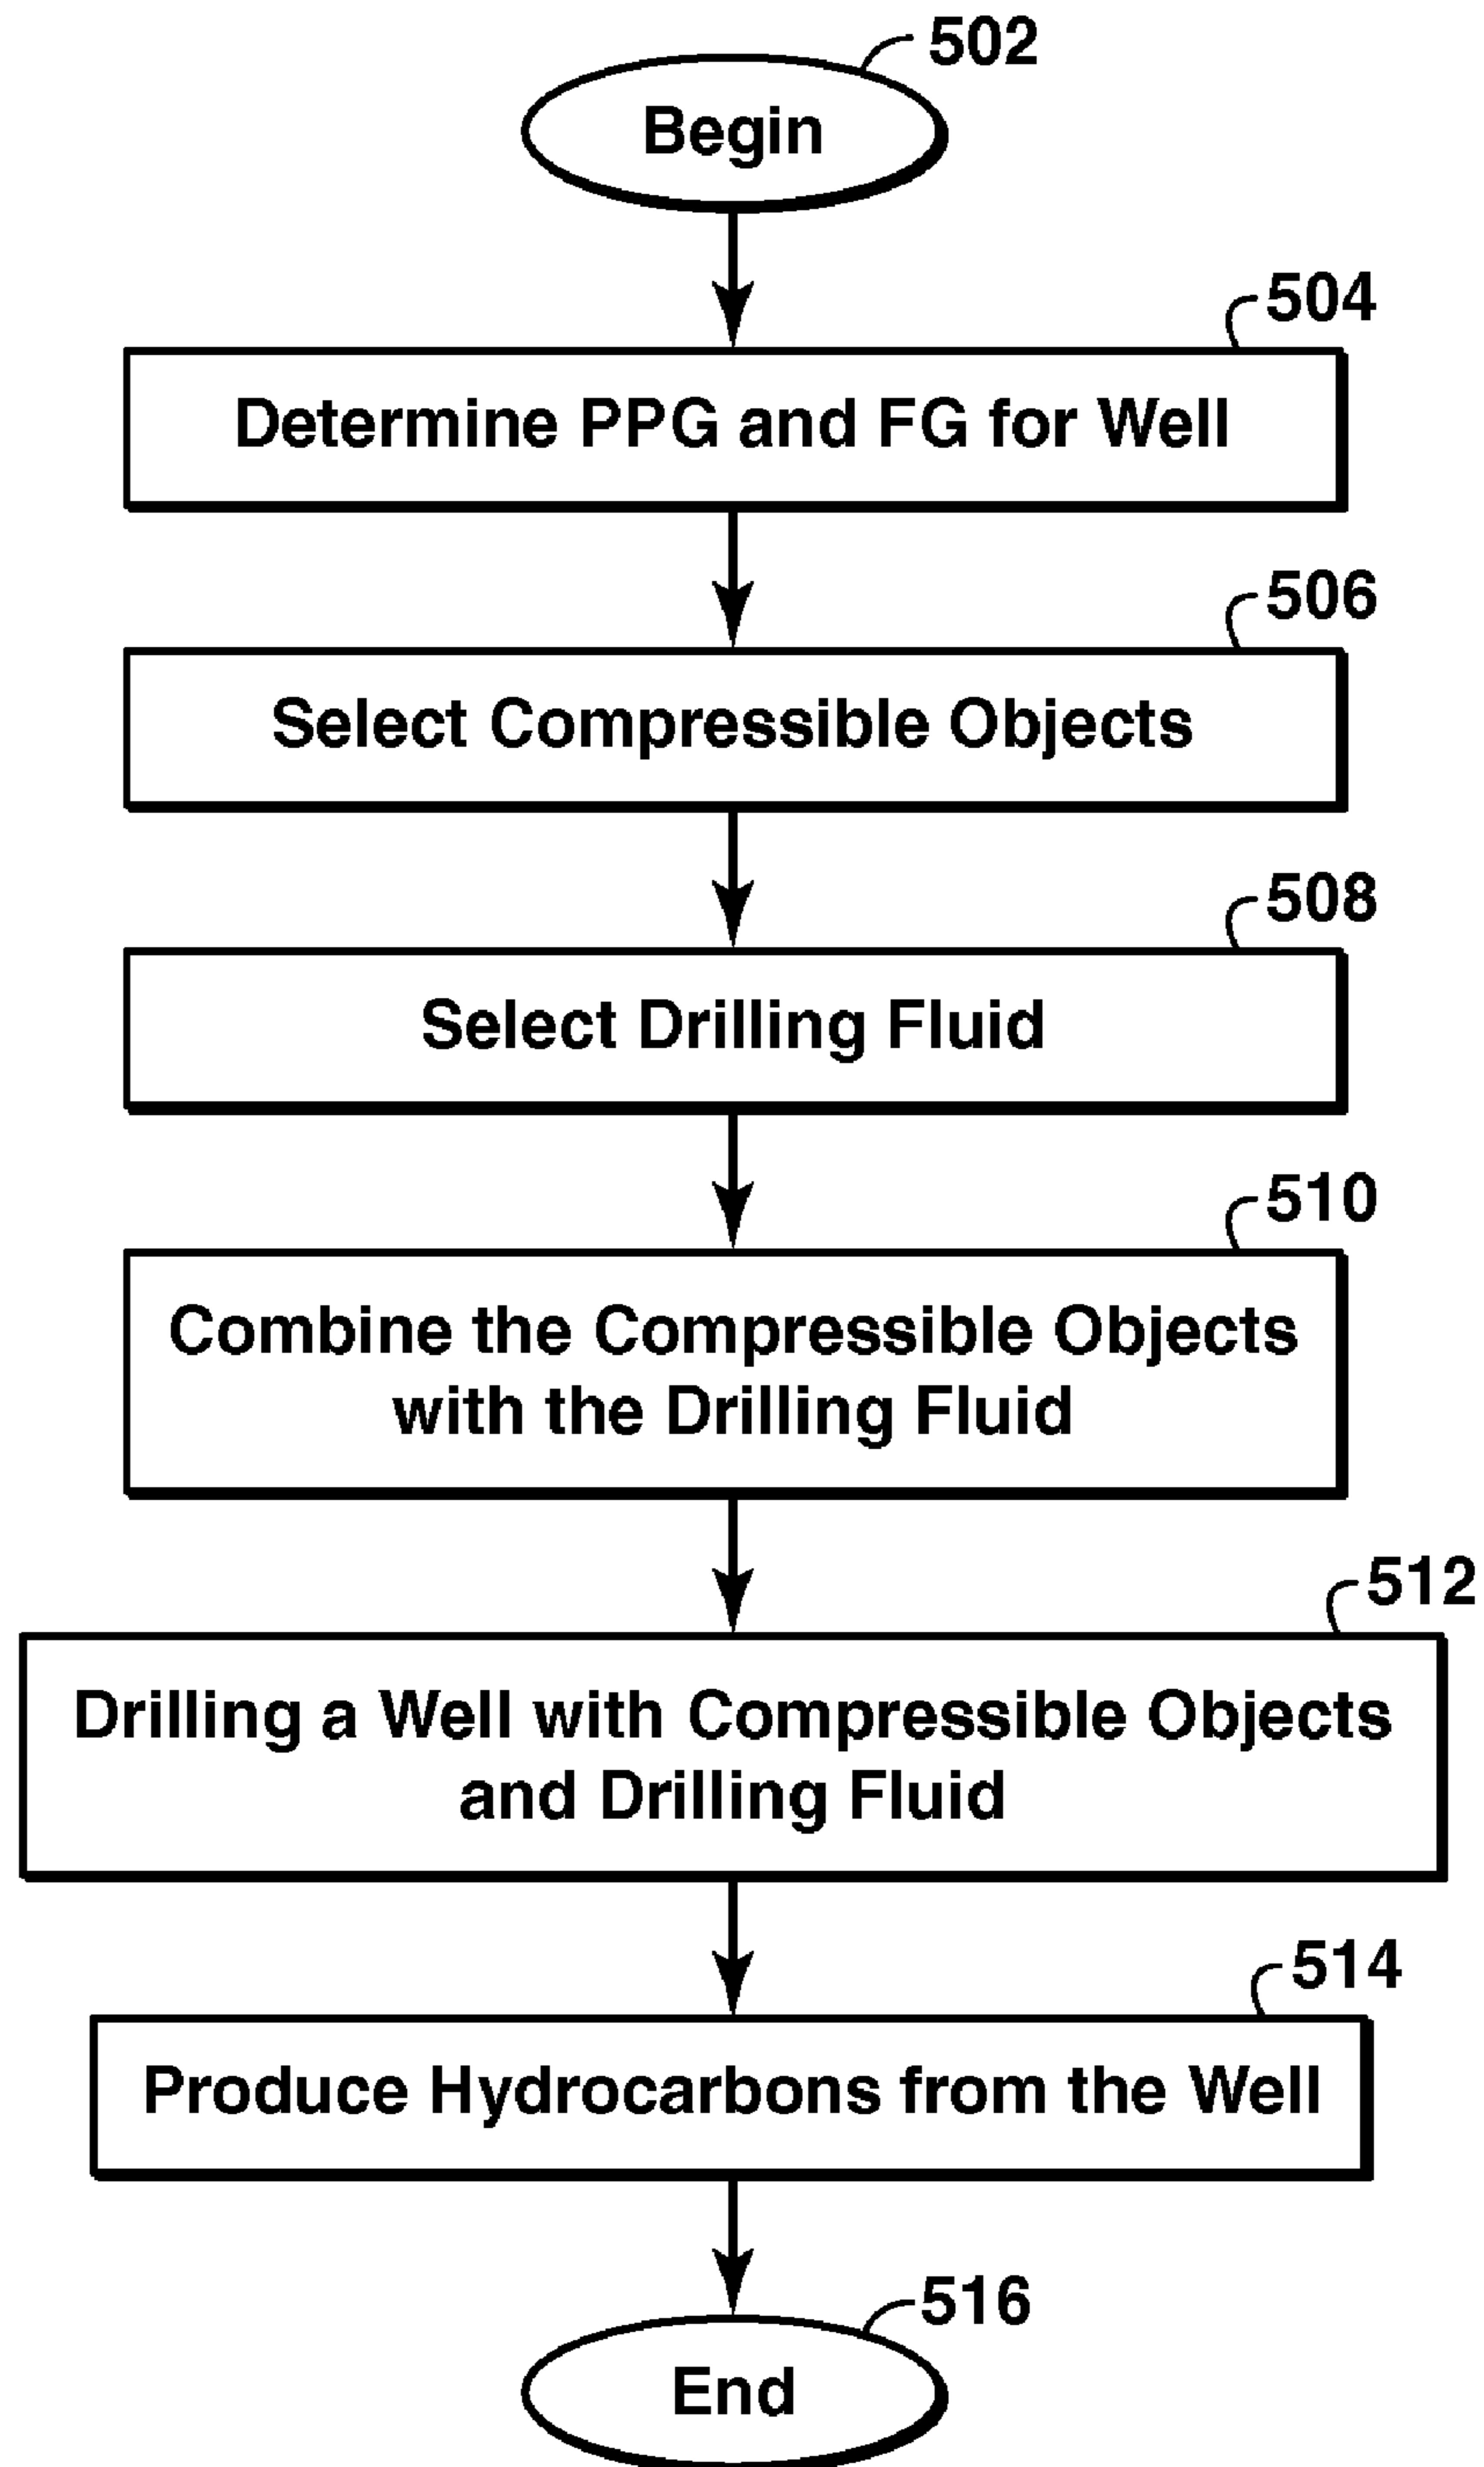 502
Begin
504
Determine PPG and FG for Well
506
Select Compressible Objects
508
Select Drilling Fluid
510
Combine the Compressible Objects
with the Drilling Fluid
512
Drilling a Well with Compressible Objects
and Drilling Fluid
514
Produce Hydrocarbons from the Well
516
End